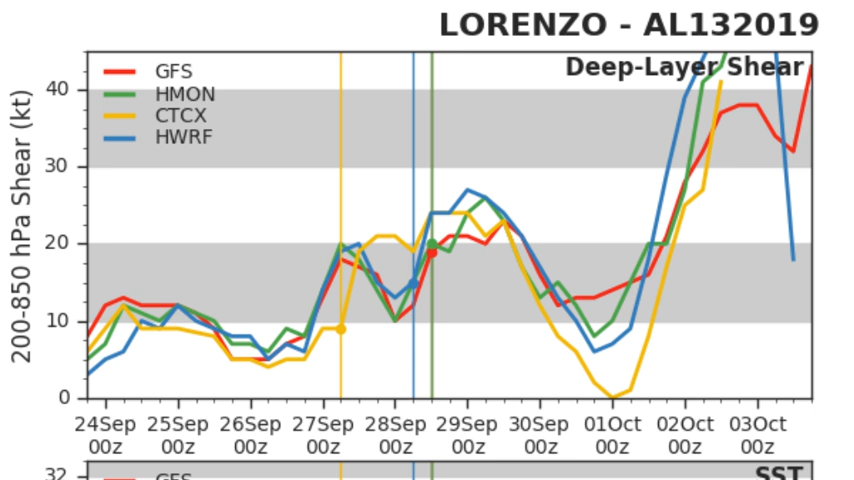 LORENZO - AL132019
Deep-Layer Shear
GFS
HMON
CTCX
HWRF
200-850 hPa Shear (kt)
40
30
20
10
0
24Sep 25Sep 26Sep 27Sep 28Sep 29Sep 30Sep 01Oct 02Oct 03Oct
00z 00z 00z 00z 00z 00z 00z 00z 00z 00z
32
GFS
SST